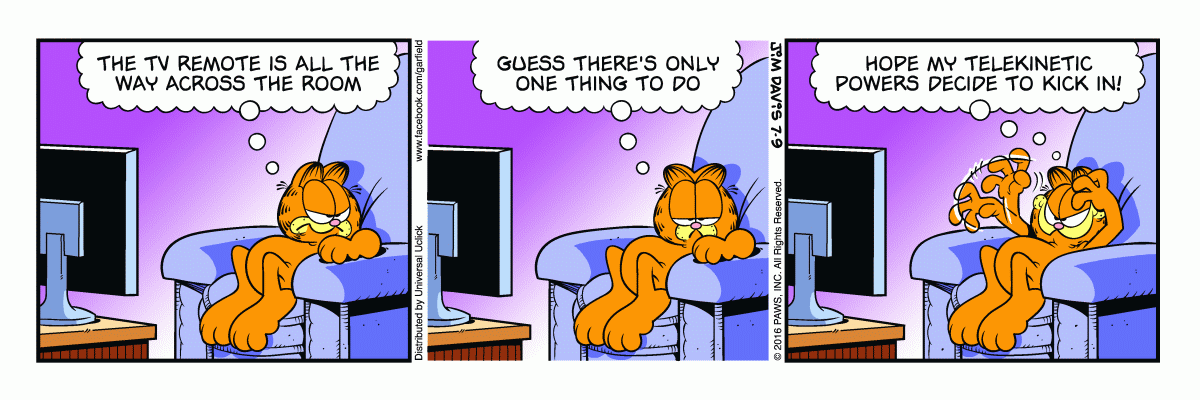 THE TV REMOTE IS ALL THE
WAY ACROSS THE ROOM
www.facebook.com/garfield
Distributed by Universal Uclick
GUESS THERE'S ONLY
ONE THING TO DO
JIM DAVIS 7-9
© 2016 PAWS, INC. All Rights Reserved.
HOPE MY TELEKINETIC
POWERS DECIDE TO KICK IN!